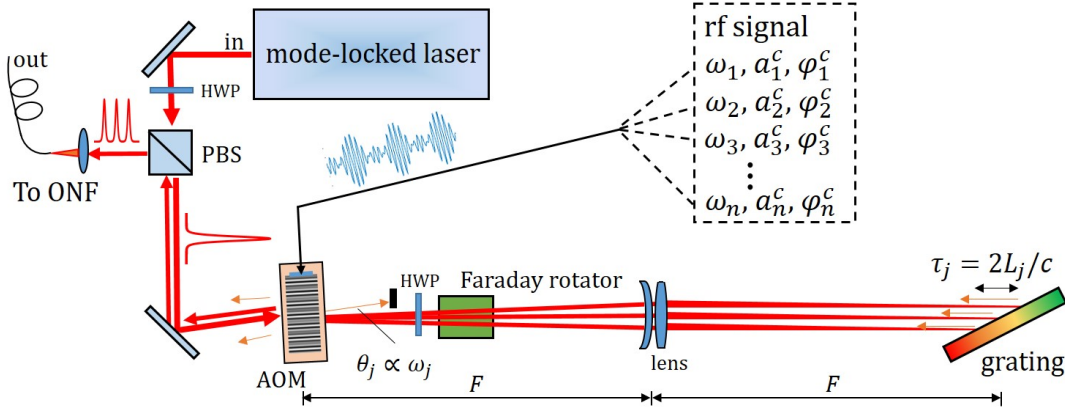 out
in
mode-locked laser
HWP
PBS
To ONF
rf signal
ω₁, a₁ᶜ, φ₁ᶜ
ω₂, a₂ᶜ, φ₂ᶜ
ω₃, a₃ᶜ, φ₃ᶜ
⋮
ωₙ, aₙᶜ, φₙᶜ
HWP
Faraday rotator
τⱼ = 2Lⱼ/c
θⱼ ∝ ωⱼ
AOM
lens
grating
F
F